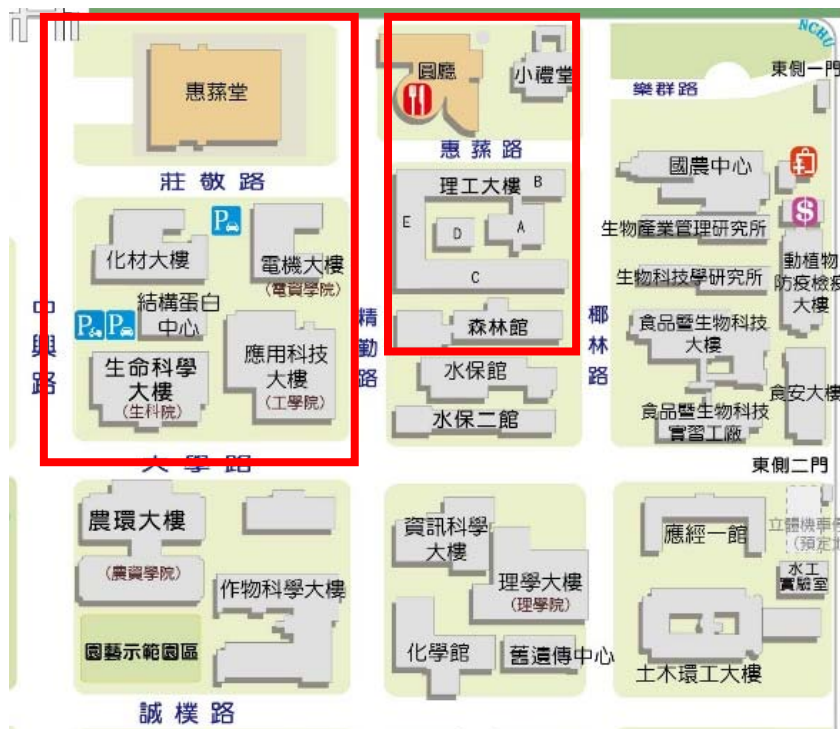 NCHU
東側一門
惠蓀堂
圓廳
小禮堂
樂群路
惠蓀路
莊敬路
理工大樓
B
E
D
A
C
國農中心
$
生物產業管理研究所
P
化材大樓
電機大樓
(電資學院)
生物科技學研究所
動植物
防疫檢疫
大樓
結構蛋白
中心
P
P
森林館
食品暨生物科技
大樓
中興路
精勤路
椰林路
生命科學
大樓
(生科院)
應用科技
大樓
(工學院)
水保館
食安大樓
水保二館
食品暨生物科技
實習工廠
大學路
東側二門
農環大樓
(農資學院)
資訊科學
大樓
應經一館
立體機車停
(預定地
水工
實驗室
作物科學大樓
理學大樓
(理學院)
園藝示範園區
化學館
舊遺傳中心
土木環工大樓
誠樸路